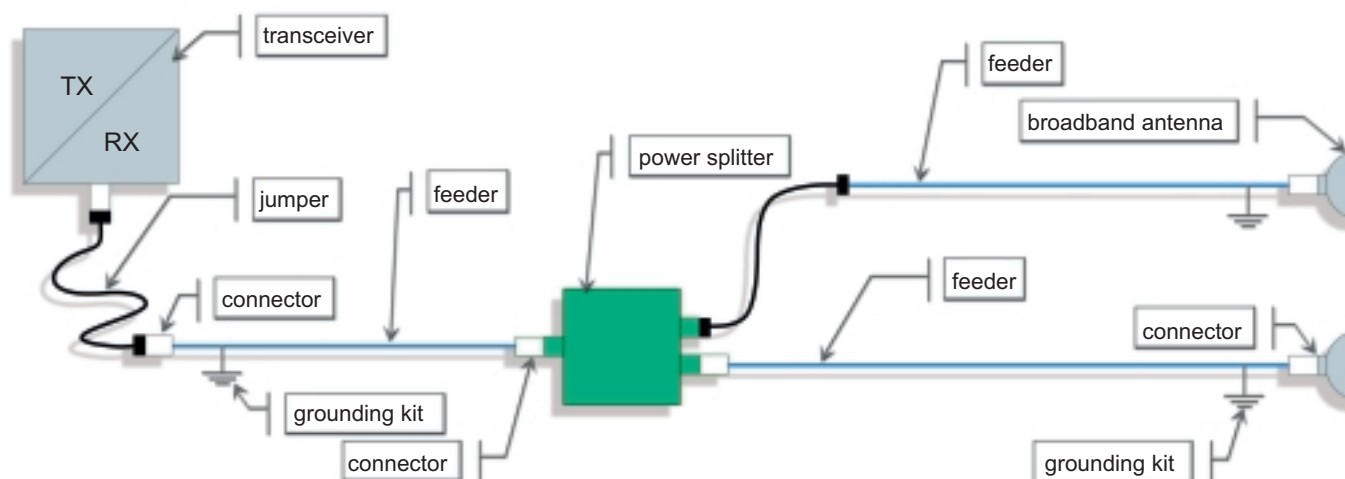 transceiver
TX
RX
feeder
broadband antenna
power splitter
jumper
feeder
connector
feeder
connector
grounding kit
connector
grounding kit